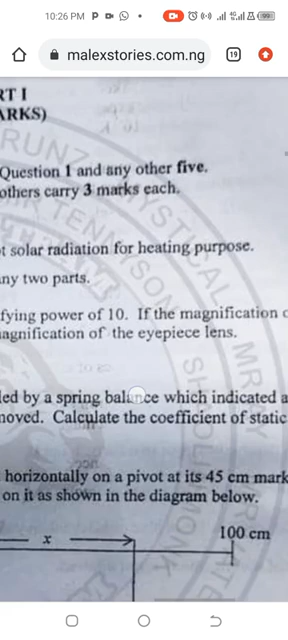 10:26 PM
malexstories.com.ng
19
RT I
ARKS)
Question 1 and any other five.
others carry 3 marks each.
t solar radiation for heating purpose.
ny two parts.
fying power of 10. If the magnification
agnification of the eyepiece lens.
led by a spring balance which indicated a
moved. Calculate the coefficient of static
horizontally on a pivot at its 45 cm mark
on it as shown in the diagram below.
x
100 cm